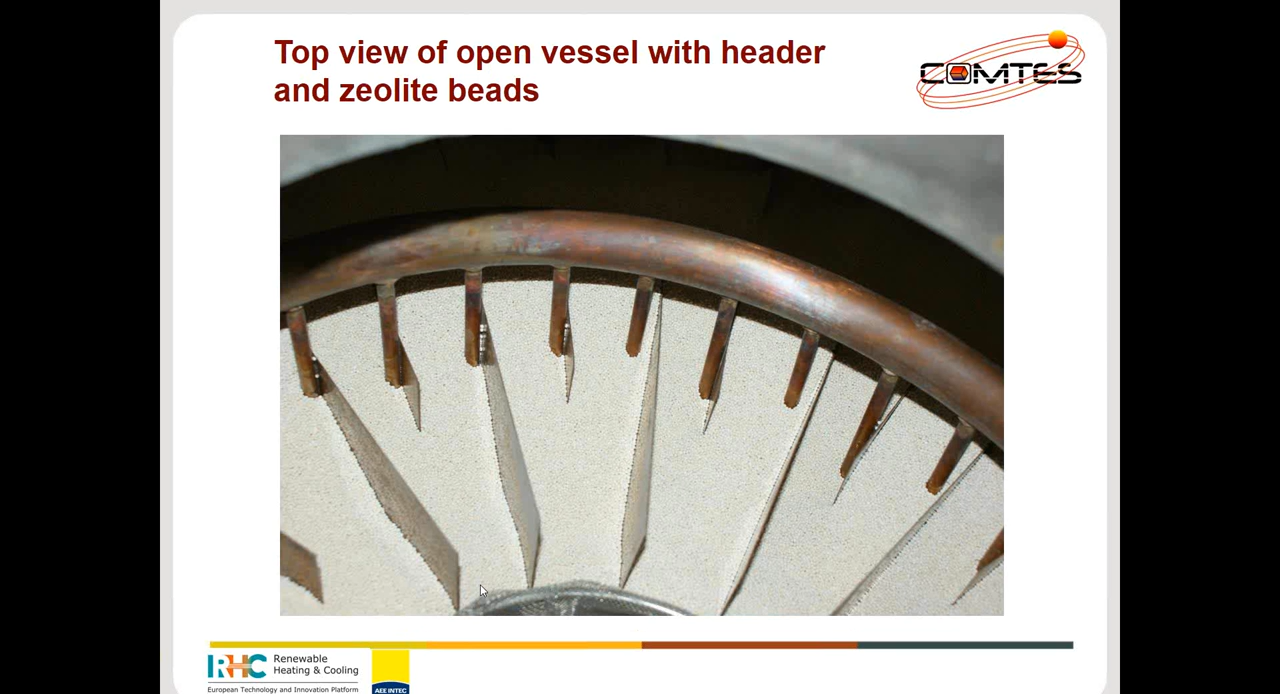 Top view of open vessel with header
and zeolite beads
COMTES
RHC
Renewable
Heating & Cooling
European Technology and Innovation Platform
AEE INTEC